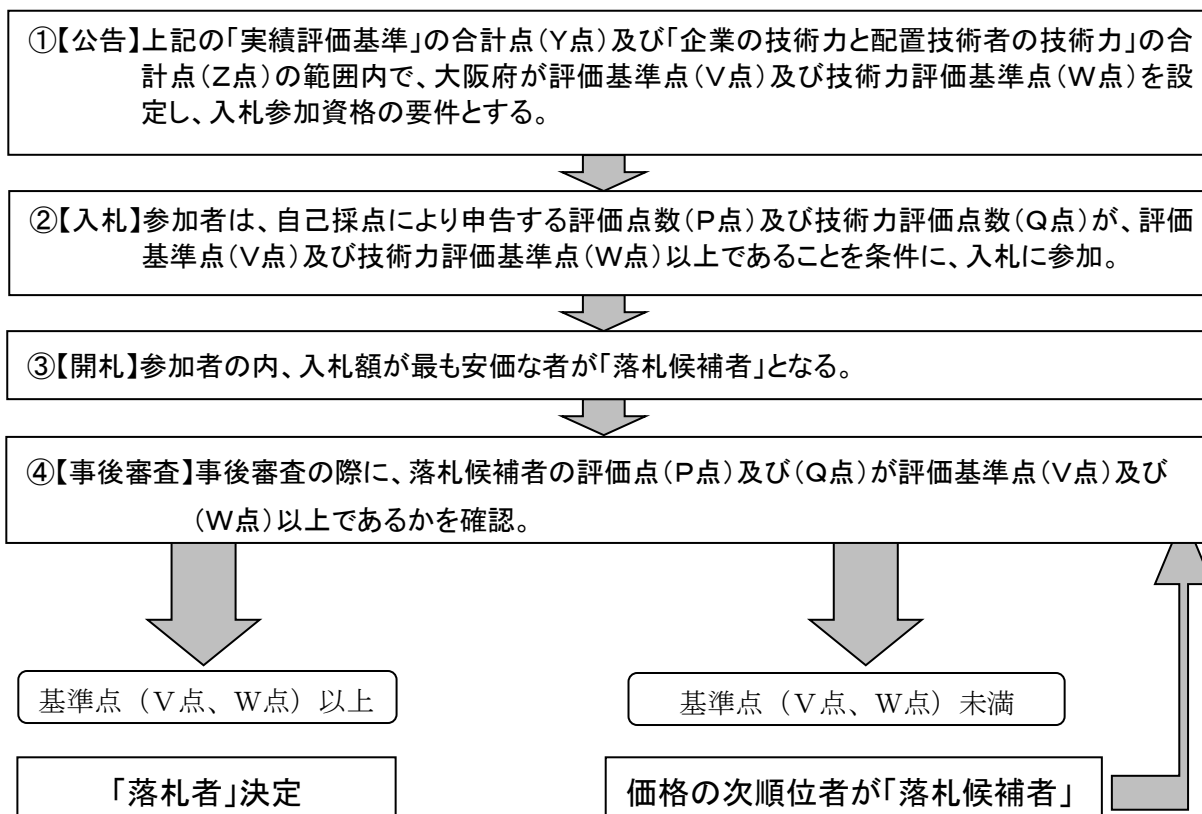 ①【公告】上記の「実績評価基準」の合計点(Y点)及び「企業の技術力と配置技術者の技術力」の合
計点(Z点)の範囲内で、大阪府が評価基準点(V点)及び技術力評価基準点(W点)を設
定し、入札参加資格の要件とする。
②【入札】参加者は、自己採点により申告する評価点数(P点)及び技術力評価点数(Q点)が、評価
基準点(V点)及び技術力評価基準点(W点)以上であることを条件に、入札に参加。
③【開札】参加者の内、入札額が最も安価な者が「落札候補者」となる。
④【事後審査】事後審査の際に、落札候補者の評価点(P点)及び(Q点)が評価基準点(V点)及び
(W点)以上であるかを確認。
基準点（V点、W点）以上
基準点（V点、W点）未満
「落札者」決定
価格の次順位者が「落札候補者」